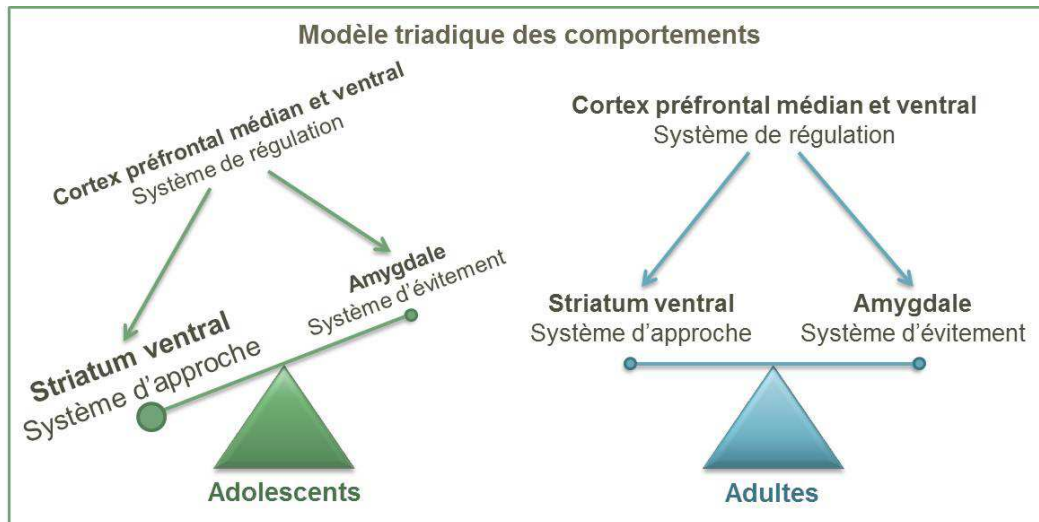 Modèle triadique des comportements
Cortex préfrontal médian et ventral
Système de régulation
Striatum ventral
Système d'approche
Amygdale
Système d'évitement
Adolescents
Cortex préfrontal médian et ventral
Système de régulation
Striatum ventral
Système d'approche
Amygdale
Système d'évitement
Adultes